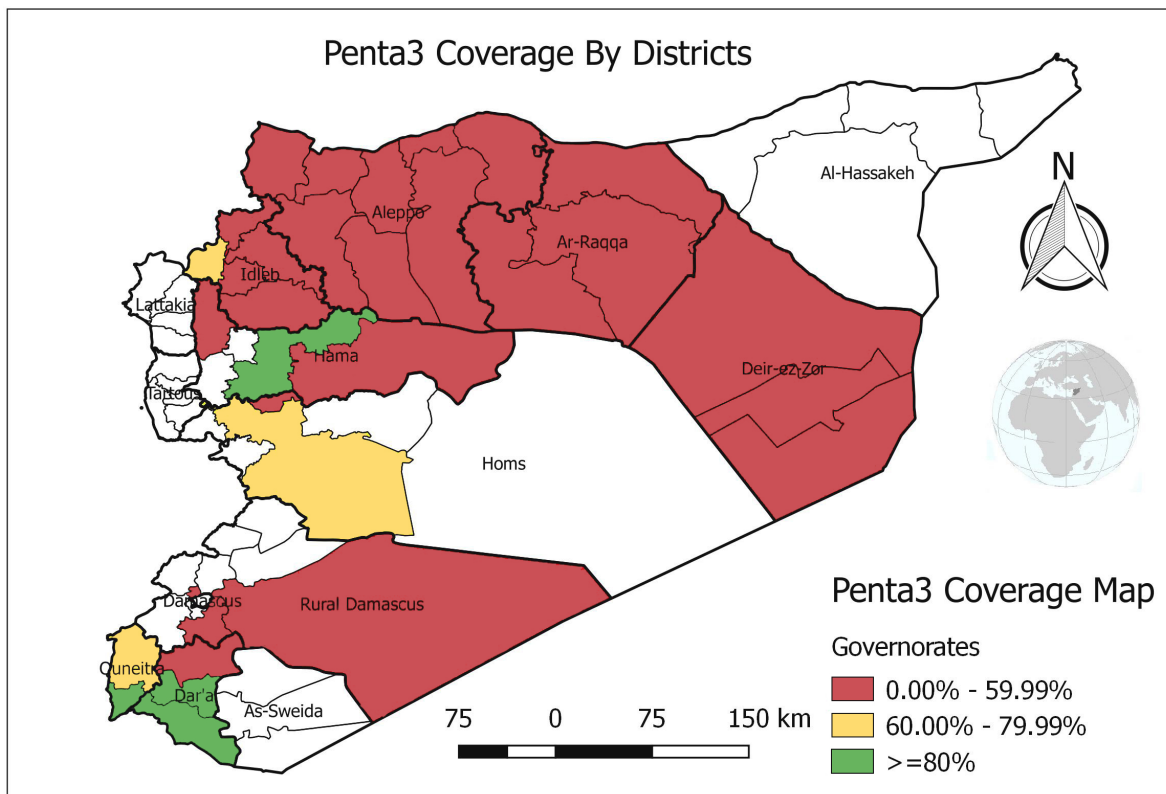 Penta3 Coverage By Districts
Al-Hassakeh
N
Aleppo
Ar-Raqqa
Idleb
Lattakia
Hama
Deir-ez-Zor
Tartous
Homs
Damascus
Rural Damascus
Quneitra
Dar'a
As-Sweida
75 0 75 150 km
Penta3 Coverage Map
Governorates
0.00% - 59.99%
60.00% - 79.99%
>=80%